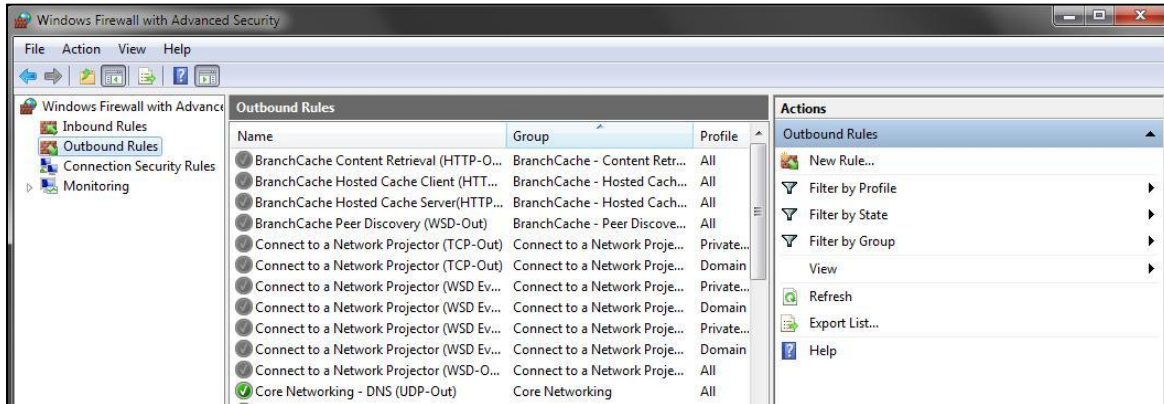 Windows Firewall with Advanced Security
File Action View Help
Windows Firewall with Advance
Inbound Rules
Outbound Rules
Connection Security Rules
Monitoring
Outbound Rules
Name Group Profile
BranchCache Content Retrieval (HTTP-O... BranchCache - Content Retr... All
BranchCache Hosted Cache Client (HTT... BranchCache - Hosted Cach... All
BranchCache Hosted Cache Server(HTTP... BranchCache - Hosted Cach... All
BranchCache Peer Discovery (WSD-Out) BranchCache - Peer Discove... All
Connect to a Network Projector (TCP-Out) Connect to a Network Proje... Private...
Connect to a Network Projector (TCP-Out) Connect to a Network Proje... Domain
Connect to a Network Projector (WSD Ev... Connect to a Network Proje... Private...
Connect to a Network Projector (WSD Ev... Connect to a Network Proje... Domain
Connect to a Network Projector (WSD Ev... Connect to a Network Proje... Private...
Connect to a Network Projector (WSD Ev... Connect to a Network Proje... Domain
Connect to a Network Projector (WSD-O... Connect to a Network Proje... All
Core Networking - DNS (UDP-Out) Core Networking All
Actions
Outbound Rules
New Rule...
Filter by Profile
Filter by State
Filter by Group
View
Refresh
Export List...
Help